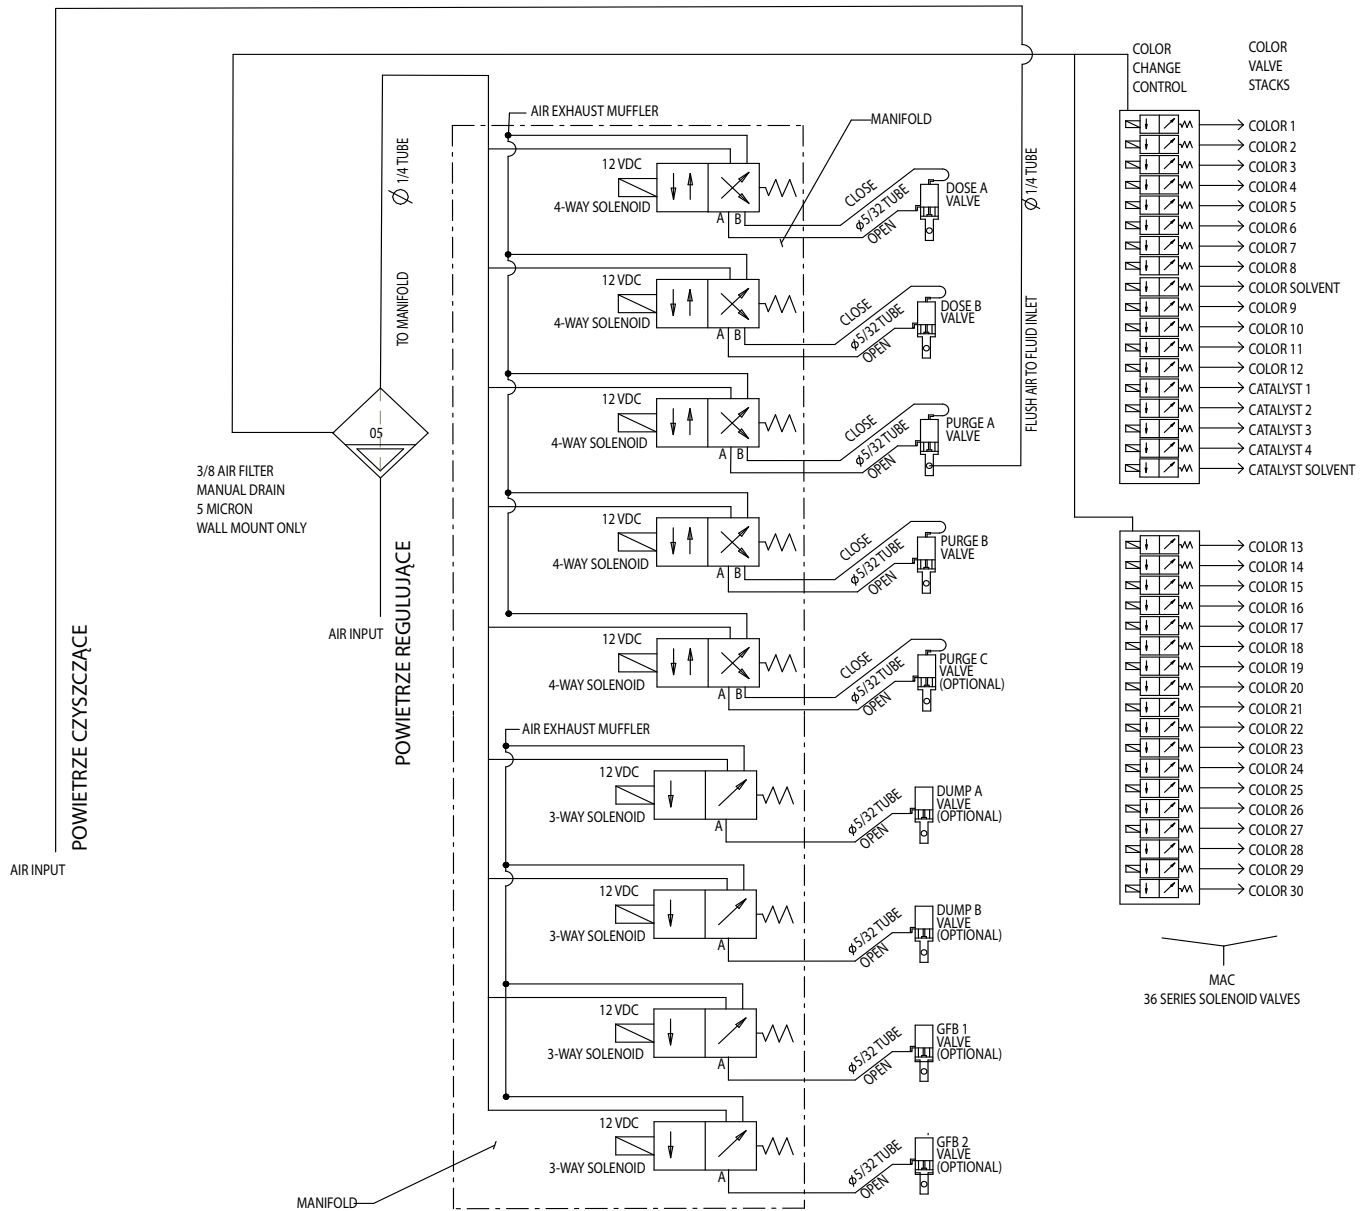 COLOR
CHANGE
CONTROL
COLOR
VALVE
STACKS
AIR EXHAUST MUFFLER
MANIFOLD
Ø 1/4 TUBE
TO MANIFOLD
Ø 1/4 TUBE
FLUSH AIR TO FLUID INLET
12 VDC
4-WAY SOLENOID
A B
CLOSE
Ø5/32 TUBE
OPEN
DOSE A
VALVE
12 VDC
4-WAY SOLENOID
A B
CLOSE
Ø5/32 TUBE
OPEN
DOSE B
VALVE
12 VDC
4-WAY SOLENOID
A B
CLOSE
Ø5/32 TUBE
OPEN
PURGE A
VALVE
12 VDC
4-WAY SOLENOID
A B
CLOSE
Ø5/32 TUBE
OPEN
PURGE B
VALVE
12 VDC
4-WAY SOLENOID
A B
CLOSE
Ø5/32 TUBE
OPEN
PURGE C
VALVE
(OPTIONAL)
AIR EXHAUST MUFFLER
12 VDC
3-WAY SOLENOID
A
Ø5/32 TUBE
OPEN
DUMP A
VALVE
(OPTIONAL)
12 VDC
3-WAY SOLENOID
A
Ø5/32 TUBE
OPEN
DUMP B
VALVE
(OPTIONAL)
12 VDC
3-WAY SOLENOID
A
Ø5/32 TUBE
OPEN
GFB 1
VALVE
(OPTIONAL)
12 VDC
3-WAY SOLENOID
A
Ø5/32 TUBE
OPEN
GFB 2
VALVE
(OPTIONAL)
MANIFOLD
05
3/8 AIR FILTER
MANUAL DRAIN
5 MICRON
WALL MOUNT ONLY
AIR INPUT
POWIETRZE REGULUJĄCE
POWIETRZE CZYSZCZĄCE
AIR INPUT
COLOR 1
COLOR 2
COLOR 3
COLOR 4
COLOR 5
COLOR 6
COLOR 7
COLOR 8
COLOR SOLVENT
COLOR 9
COLOR 10
COLOR 11
COLOR 12
CATALYST 1
CATALYST 2
CATALYST 3
CATALYST 4
CATALYST SOLVENT
COLOR 13
COLOR 14
COLOR 15
COLOR 16
COLOR 17
COLOR 18
COLOR 19
COLOR 20
COLOR 21
COLOR 22
COLOR 23
COLOR 24
COLOR 25
COLOR 26
COLOR 27
COLOR 28
COLOR 29
COLOR 30
MAC
36 SERIES SOLENOID VALVES